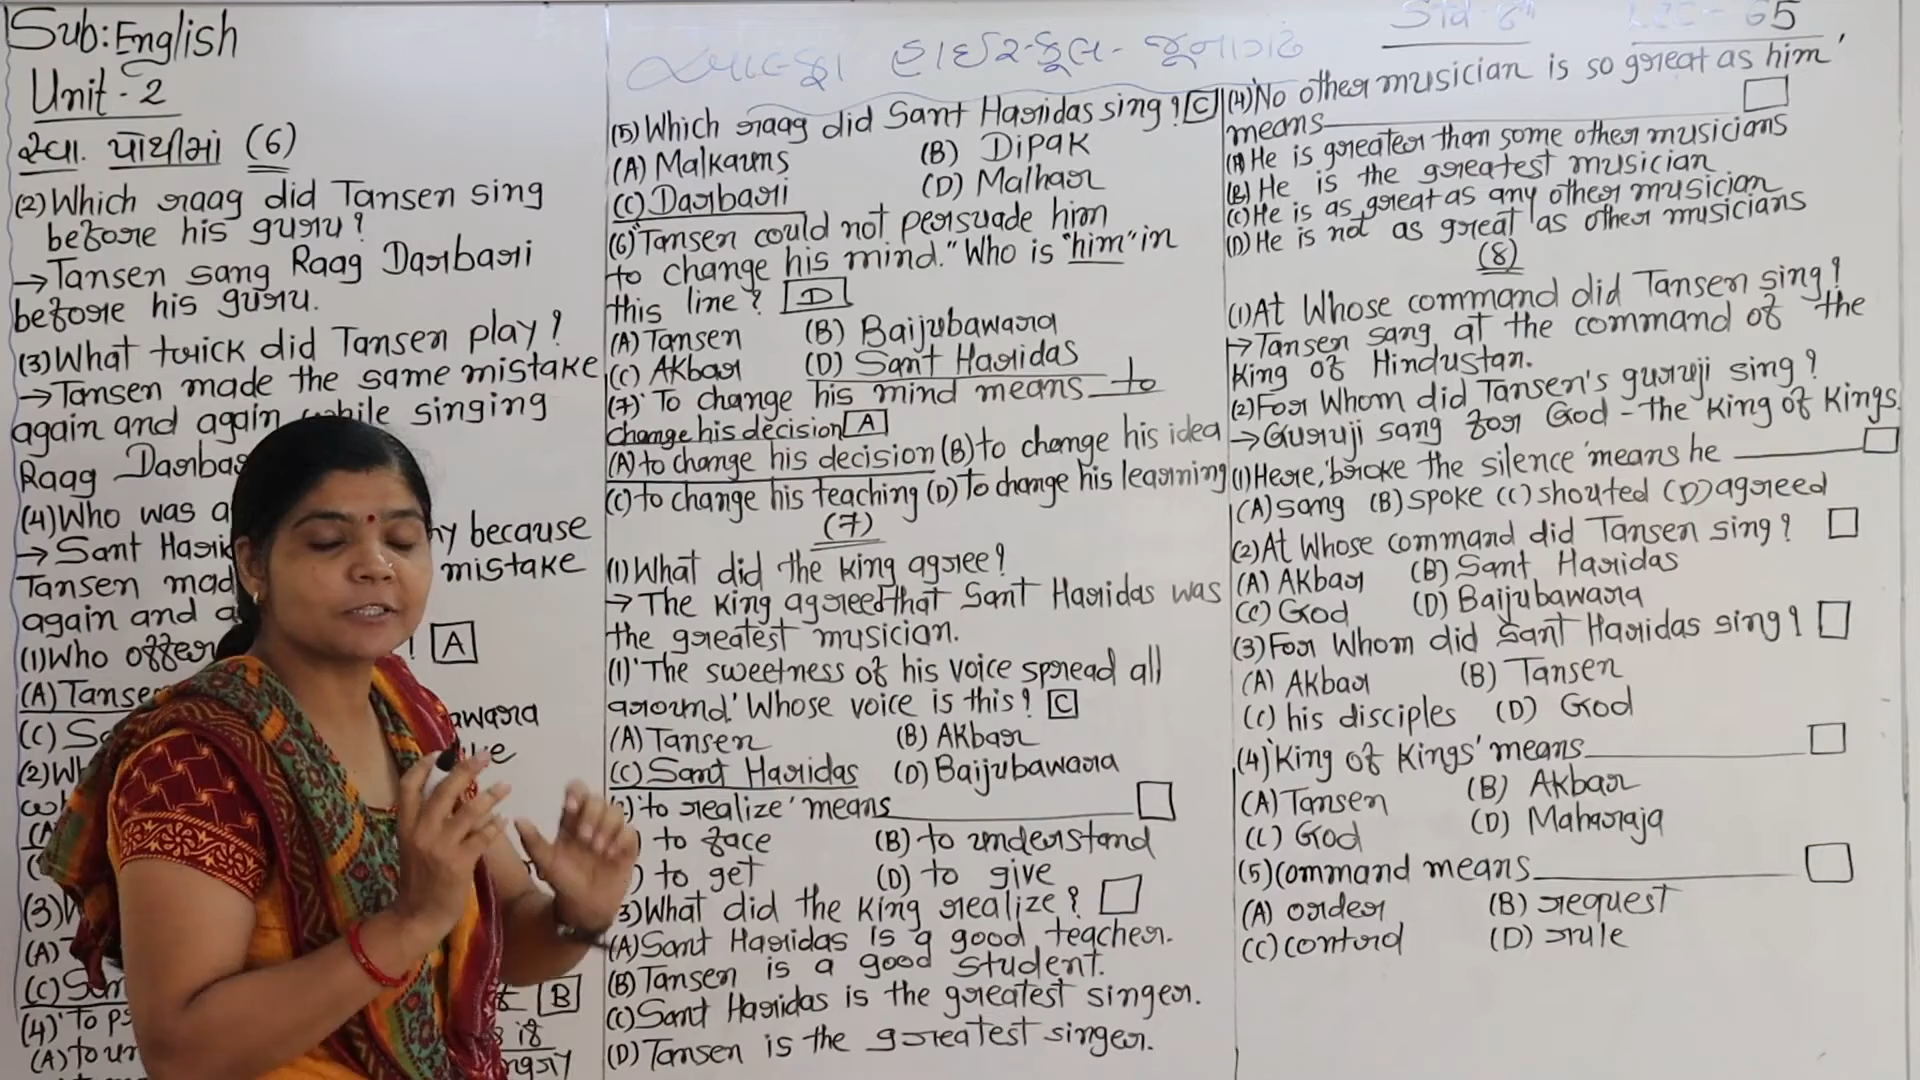 Sub: English
Unit-2
સ્વા. પોથીમાં (6)
(2) Which raag did Tansen sing
before his guru?
→ Tansen sang Raag Darbari
before his guru.
(3) What trick did Tansen play?
→ Tansen made the same mistake
again and again while singing
Raag
(4) Who was a
because
→ Sant
mistake
Tansen
again and
(1) Who
A
(A)
(C)
(2)
(3)
(A)
(C)
B
(4) 'To
is
(A) to
હાઈસ્કૂલ - જૂનાગઢ
(5) Which raag did Sant Haridas sing? C
(A) Malkauns (B) Dipak
(C) Darbari (D) Malhar
(6) "Tansen could not persuade him
to change his mind." Who is "him" in
this line? D
(A) Tansen (B) Baijubawara
(C) Akbar (D) Sant Haridas
(7) 'To change his mind means to
change his decision A
(A) to change his decision (B) to change his idea
(C) to change his teaching (D) to change his learning
(7)
(1) What did the king agree?
→ The king agreed that Sant Haridas was
the greatest musician.
(1) 'The sweetness of his voice spread all
around.' Whose voice is this? C
(A) Tansen (B) Akbar
(C) Sant Haridas (D) Baijubawara
'to realize' means
to face (B) to understand
to get (D) to give
3) What did the king realize?
(A) Sant Haridas is a good teacher.
(B) Tansen is a good student.
(C) Sant Haridas is the greatest singer.
(D) Tansen is the greatest singer.
Std-8th 65
(4) No other musician is so great as him'
means
(A) He is greater than some other musicians
(B) He is the greatest musician
(C) He is as great as any other musician
(D) He is not as great as other musicians
(8)
(1) At Whose command did Tansen sing?
→ Tansen sang at the command of the
king of Hindustan.
(2) For Whom did Tansen's guruji sing?
→ Guruji sang for God - the king of kings.
(1) Here, 'broke the silence' means he
(A) sang (B) spoke (C) shouted (D) agreed
(2) At Whose command did Tansen sing?
(A) Akbar (B) Sant Haridas
(C) God (D) Baijubawara
(3) For Whom did Sant Haridas sing?
(A) Akbar (B) Tansen
(C) his disciples (D) God
(4) 'King of kings' means
(A) Tansen (B) Akbar
(C) God (D) Maharaja
(5) Command means
(A) order (B) request
(C) control (D) rule